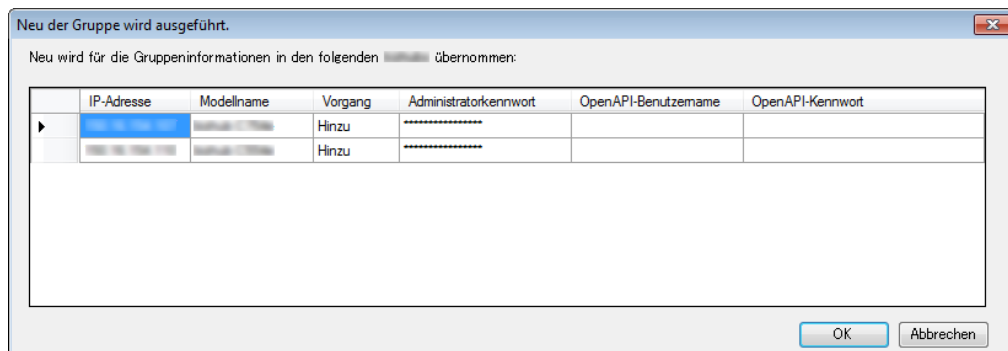 Neu der Gruppe wird ausgeführt.
Neu wird für die Gruppeninformationen in den folgenden übernommen:
IP-Adresse Modellname Vorgang Administratorkennwort OpenAPI-Benutzername OpenAPI-Kennwort
Hinzu ****************
Hinzu ****************
OK Abbrechen